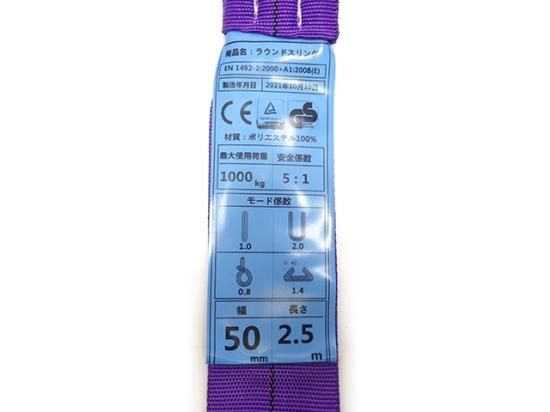 商品名：ラウンドスリング
EN 1492-2:2000+A1:2008(E)
製造年月日 2021年10月10日
CE GS
材質：ポリエステル100%
最大使用荷重 安全係数
1000kg 5：1
モード係数
1.0 2.0
0 45
0.8 1.4
幅 長さ
50mm 2.5m